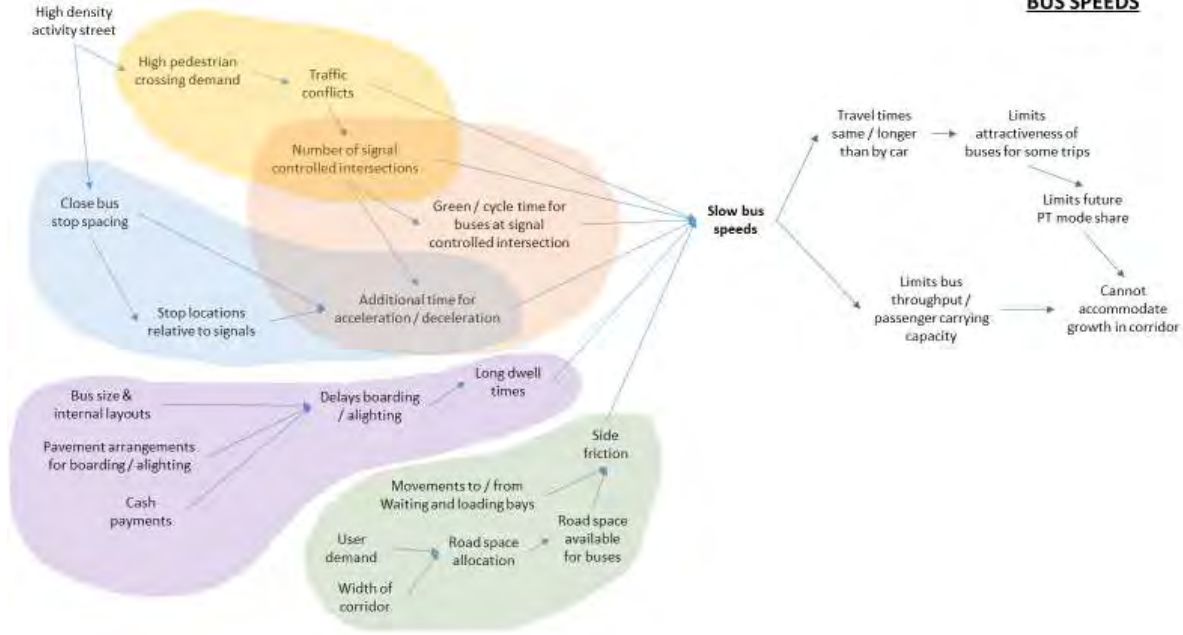 BUS SPEEDS
High density
activity street
High pedestrian
crossing demand
Traffic
conflicts
Number of signal
controlled intersections
Close bus
stop spacing
Green / cycle time for
buses at signal
controlled intersection
Additional time for
acceleration / deceleration
Stop locations
relative to signals
Slow bus
speeds
Travel times
same / longer
than by car
Limits
attractiveness of
buses for some trips
Limits future
PT mode share
Limits bus
throughput /
passenger carrying
capacity
Cannot
accommodate
growth in corridor
Bus size &
internal layouts
Pavement arrangements
for boarding / alighting
Cash
payments
Delays boarding
/ alighting
Long dwell
times
Side
friction
Movements to / from
Waiting and loading bays
User
demand
Width of
corridor
Road space
allocation
Road space
available
for buses